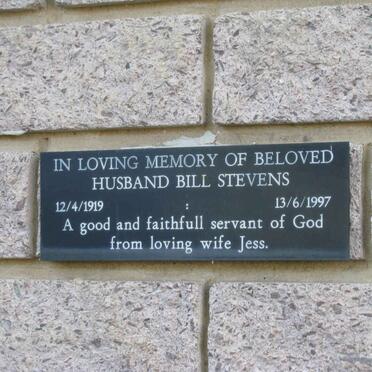 IN LOVING MEMORY OF BELOVED
HUSBAND BILL STEVENS
12/4/1919 : 13/6/1997
A good and faithfull servant of God
from loving wife Jess.